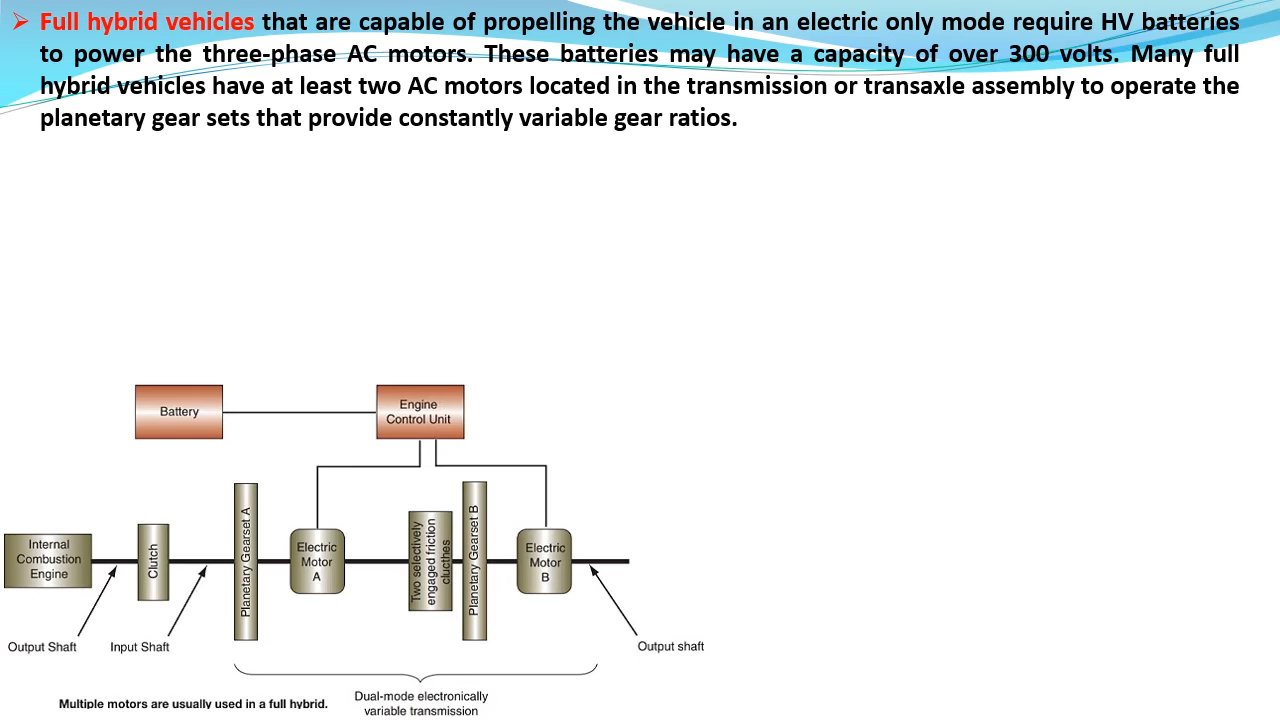 ➢ Full hybrid vehicles that are capable of propelling the vehicle in an electric only mode require HV batteries
to power the three-phase AC motors. These batteries may have a capacity of over 300 volts. Many full
hybrid vehicles have at least two AC motors located in the transmission or transaxle assembly to operate the
planetary gear sets that provide constantly variable gear ratios.
Battery
Engine
Control Unit
Internal
Combustion
Engine
Clutch
Planetary Gearset A
Electric
Motor
A
Two selectively
engaged friction
clucthes
Planetary Gearset B
Electric
Motor
B
Output Shaft
Input Shaft
Output shaft
Dual-mode electronically
variable transmission
Multiple motors are usually used in a full hybrid.